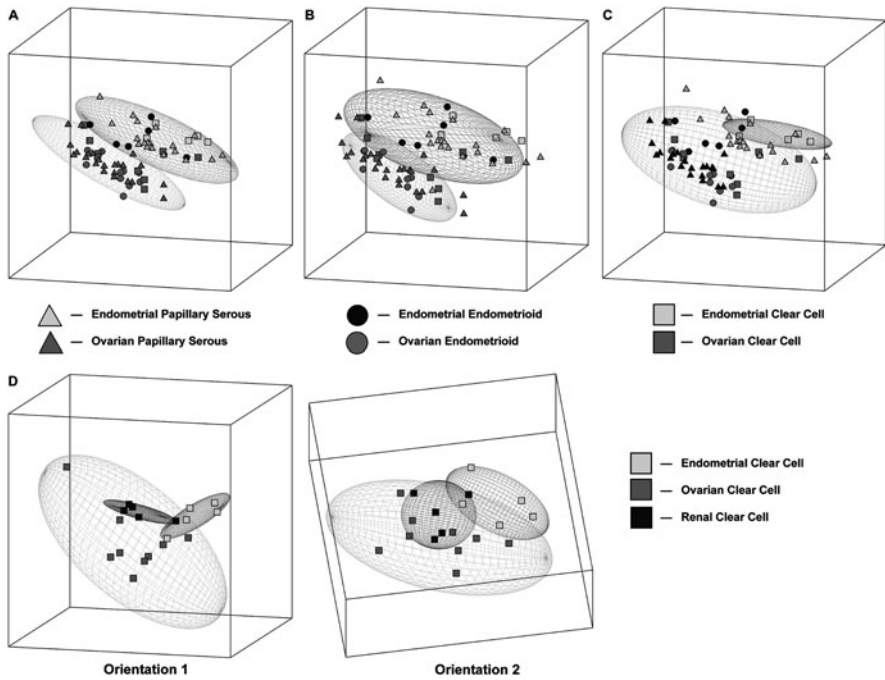 A B C
— Endometrial Papillary Serous — Endometrial Endometrioid — Endometrial Clear Cell
— Ovarian Papillary Serous — Ovarian Endometrioid — Ovarian Clear Cell
D
— Endometrial Clear Cell
— Ovarian Clear Cell
— Renal Clear Cell
Orientation 1 Orientation 2